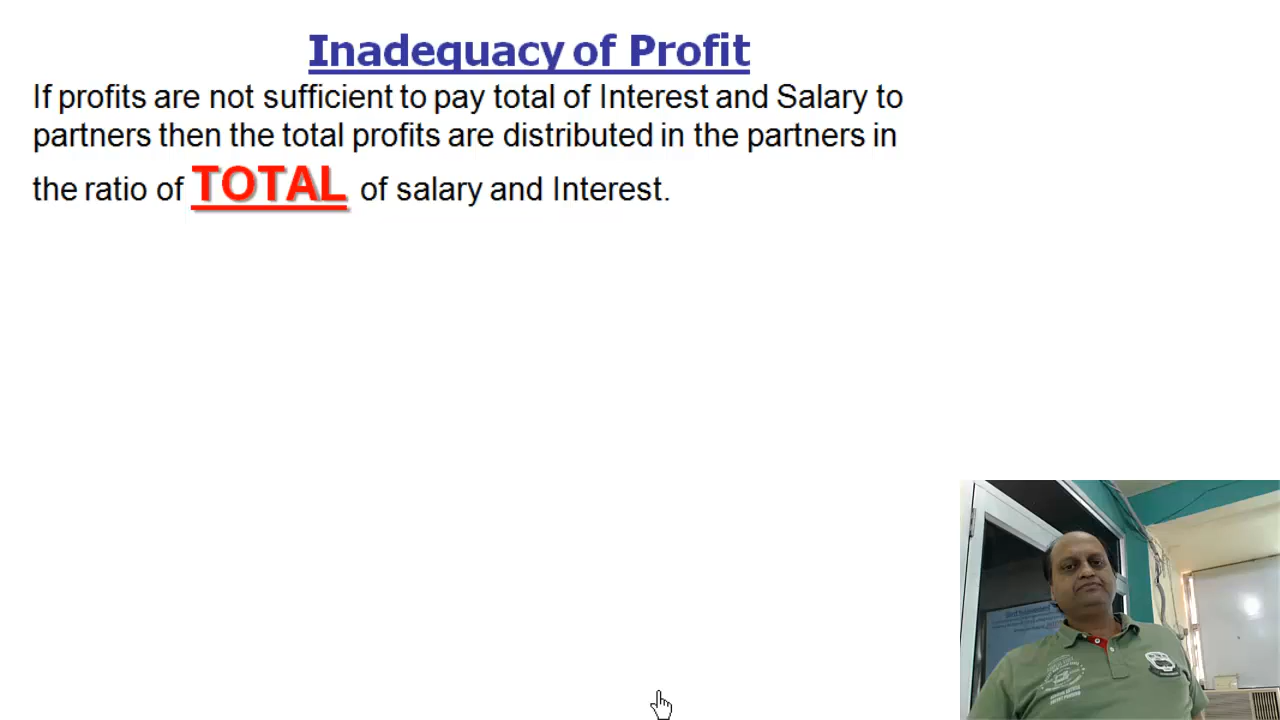 Inadequacy of Profit
If profits are not sufficient to pay total of Interest and Salary to
partners then the total profits are distributed in the partners in
the ratio of TOTAL of salary and Interest.